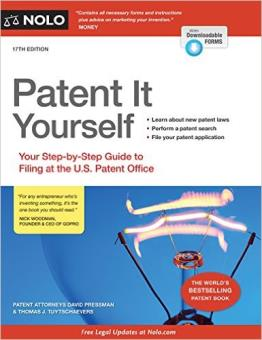 NOLO
"Contains all necessary forms and instructions
plus advice on marketing your invention."
MONEY
with
Downloadable
FORMS
17TH EDITION
Patent It
Yourself
• Learn about new patent laws
• Perform a patent search
• File your patent application
Your Step-by-Step Guide to
Filing at the U.S. Patent Office
"For any entrepreneur who's
inventing something, it's the
one book you should read."
NICK WOODMAN,
FOUNDER & CEO OF GOPRO
THE WORLD'S
BESTSELLING
PATENT BOOK
PATENT ATTORNEYS DAVID PRESSMAN
& THOMAS J. TUYTSCHAEVERS
Free Legal Updates at Nolo.com